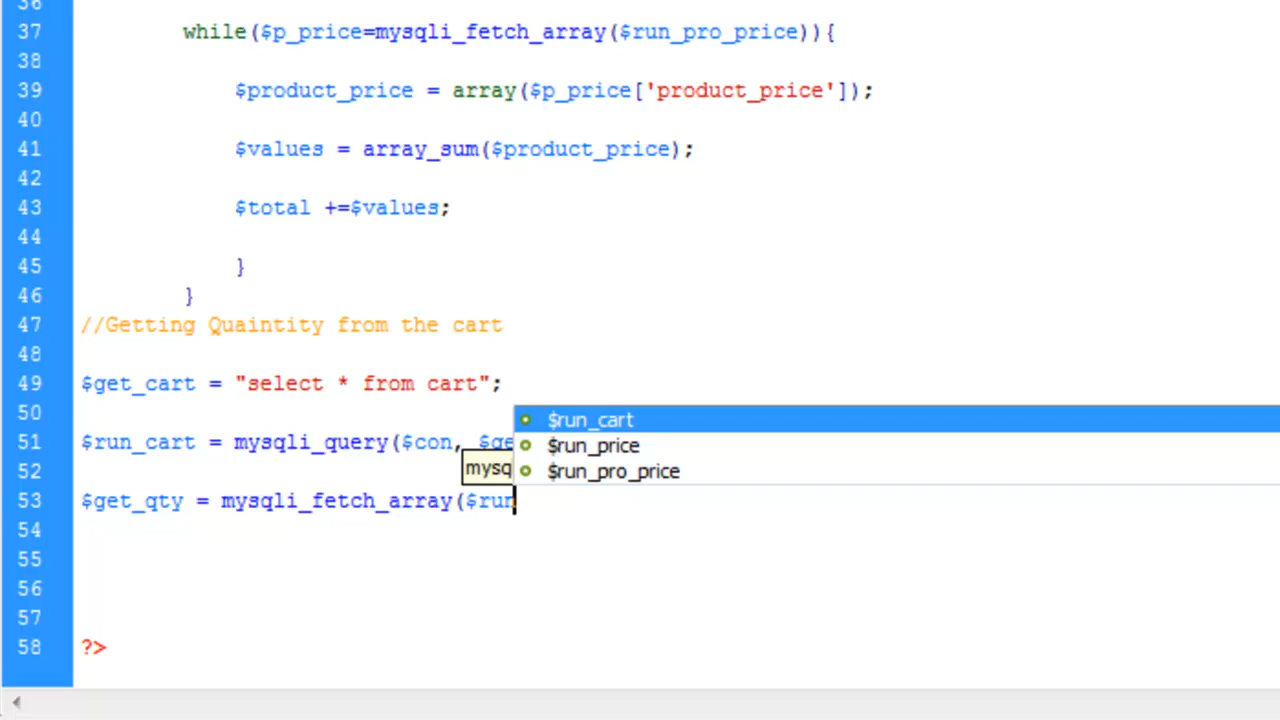 36
37 while($p_price=mysqli_fetch_array($run_pro_price)){
38
39 $product_price = array($p_price['product_price']);
40
41 $values = array_sum($product_price);
42
43 $total +=$values;
44
45 }
46 }
47 //Getting Quaintity from the cart
48
49 $get_cart = "select * from cart";
50
$run_cart
51 $run_cart = mysqli_query($con, $ge
$run_price
52 mysq
$run_pro_price
53 $get_qty = mysqli_fetch_array($run
54
55
56
57
58 ?>